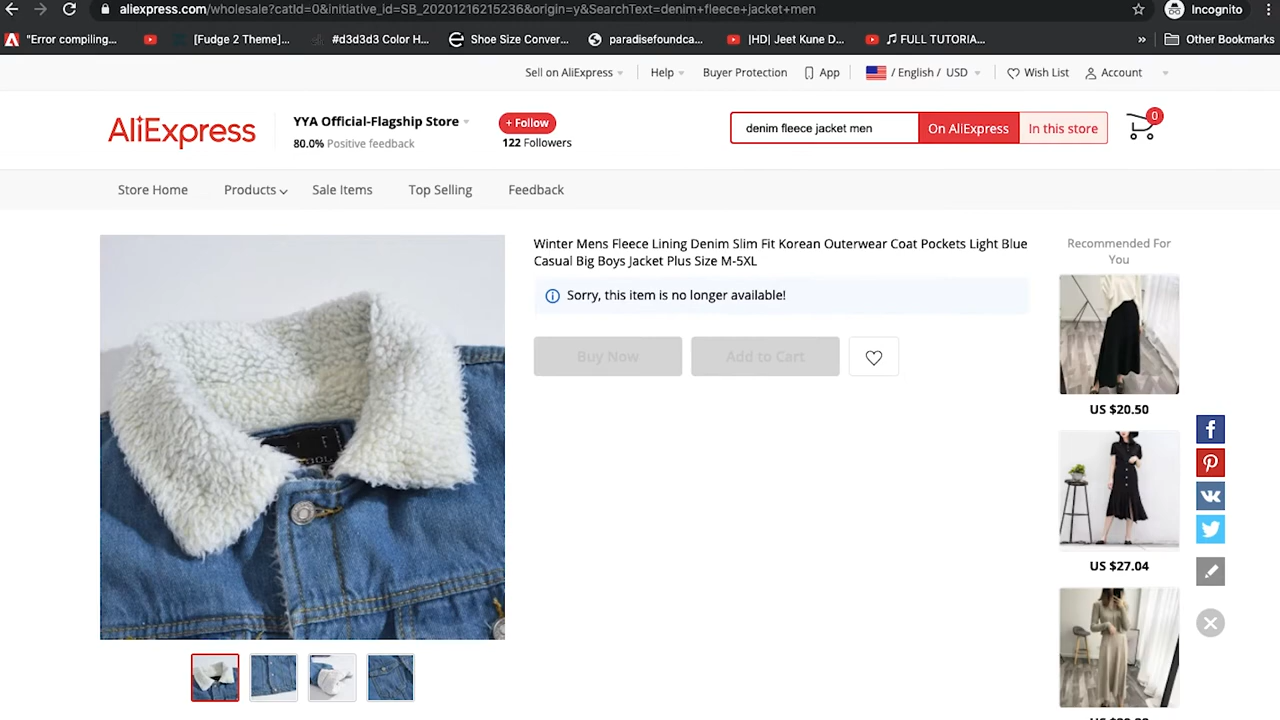 aliexpress.com/wholesale?catId=0&initiative_id=SB_20201216215236&origin=y&SearchText=denim+fleece+jacket+men
Incognito
"Error compiling...
[Fudge 2 Theme]...
#d3d3d3 Color H...
Shoe Size Conver...
paradisefoundca...
|HD| Jeet Kune D...
♫ FULL TUTORIA...
»
Other Bookmarks
Sell on AliExpress
Help
Buyer Protection
App
/ English / USD
Wish List
Account
AliExpress
YYA Official-Flagship Store
80.0% Positive feedback
+ Follow
122 Followers
denim fleece jacket men
On AliExpress
In this store
0
Store Home
Products
Sale Items
Top Selling
Feedback
Winter Mens Fleece Lining Denim Slim Fit Korean Outerwear Coat Pockets Light Blue
Casual Big Boys Jacket Plus Size M-5XL
Sorry, this item is no longer available!
Buy Now
Add to Cart
Recommended For
You
US $20.50
US $27.04